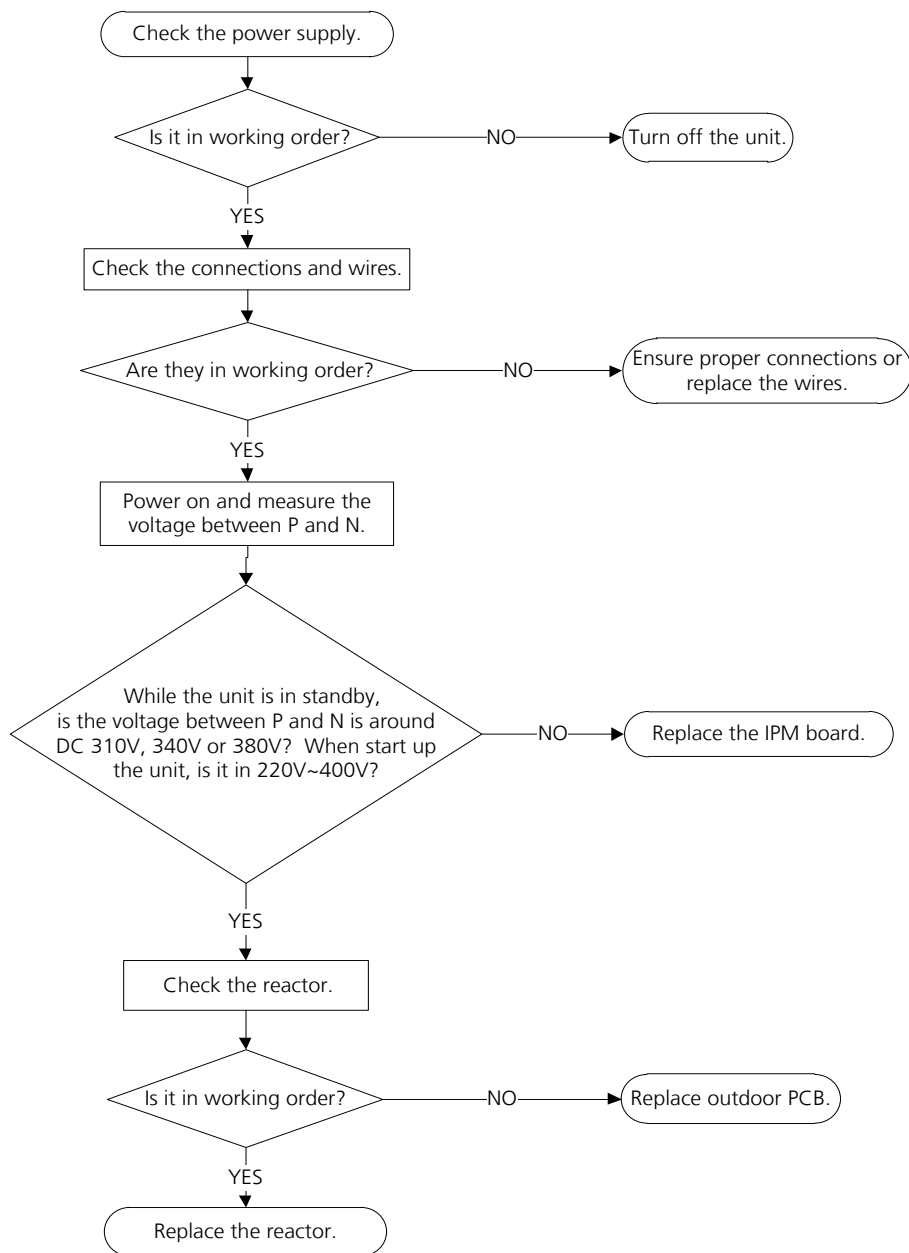 Check the power supply.
Is it in working order?
NO
Turn off the unit.
YES
Check the connections and wires.
Are they in working order?
NO
Ensure proper connections or
replace the wires.
YES
Power on and measure the
voltage between P and N.
While the unit is in standby,
is the voltage between P and N is around
DC 310V, 340V or 380V? When start up
the unit, is it in 220V~400V?
NO
Replace the IPM board.
YES
Check the reactor.
Is it in working order?
NO
Replace outdoor PCB.
YES
Replace the reactor.